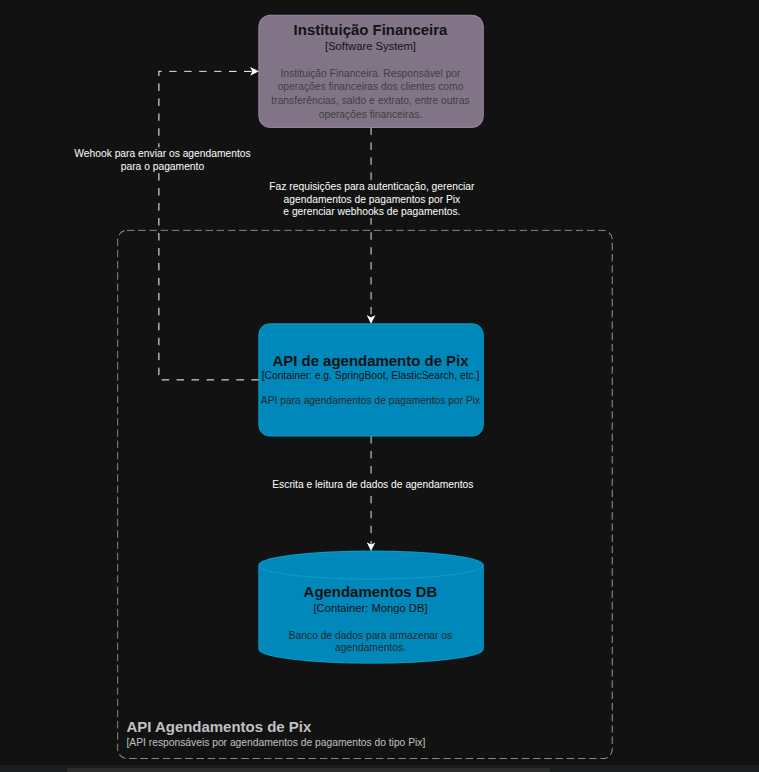 Instituição Financeira
[Software System]
Instituição Financeira. Responsável por
operações financeiras dos clientes como
transferências, saldo e extrato, entre outras
operações financeiras.
Wehook para enviar os agendamentos
para o pagamento
Faz requisições para autenticação, gerenciar
agendamentos de pagamentos por Pix
e gerenciar webhooks de pagamentos.
API de agendamento de Pix
[Container: e.g. SpringBoot, ElasticSearch, etc.]
API para agendamentos de pagamentos por Pix
Escrita e leitura de dados de agendamentos
Agendamentos DB
[Container: Mongo DB]
Banco de dados para armazenar os
agendamentos.
API Agendamentos de Pix
[API responsáveis por agendamentos de pagamentos do tipo Pix]